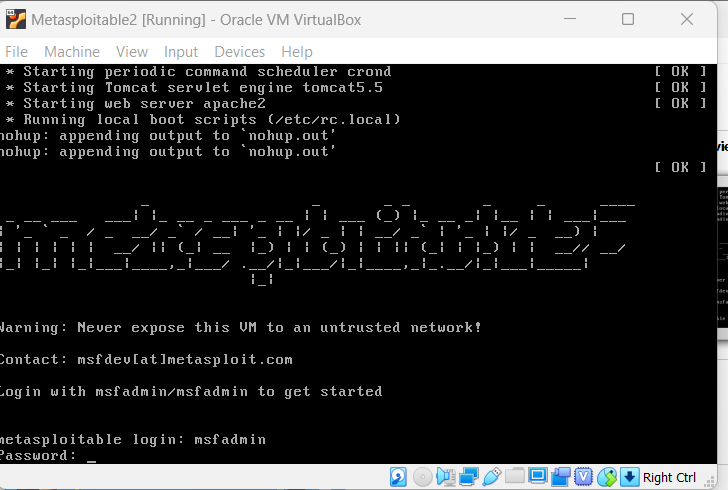 Metasploitable2 [Running] - Oracle VM VirtualBox
File Machine View Input Devices Help
* Starting periodic command scheduler crond [ OK ]
* Starting Tomcat servlet engine tomcat5.5 [ OK ]
* Starting web server apache2 [ OK ]
* Running local boot scripts (/etc/rc.local)
nohup: appending output to `nohup.out'
nohup: appending output to `nohup.out'
[ OK ]
metasploitable2
Warning: Never expose this VM to an untrusted network!
Contact: msfdev[at]metasploit.com
Login with msfadmin/msfadmin to get started
metasploitable login: msfadmin
Password: _
Right Ctrl